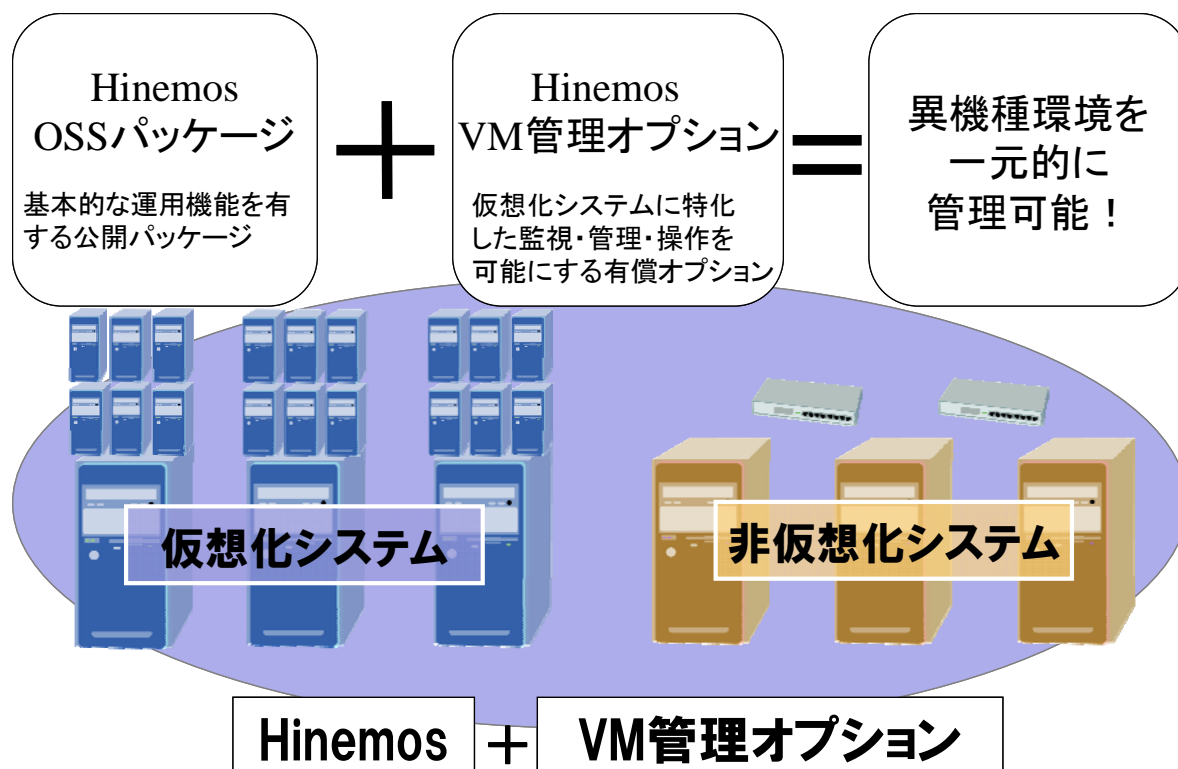 Hinemos
OSSパッケージ
基本的な運用機能を有
する公開パッケージ
＋
Hinemos
VM管理オプション
仮想化システムに特化
した監視・管理・操作を
可能にする有償オプション
＝
異機種環境を
一元的に
管理可能！
仮想化システム
非仮想化システム
Hinemos
＋
VM管理オプション